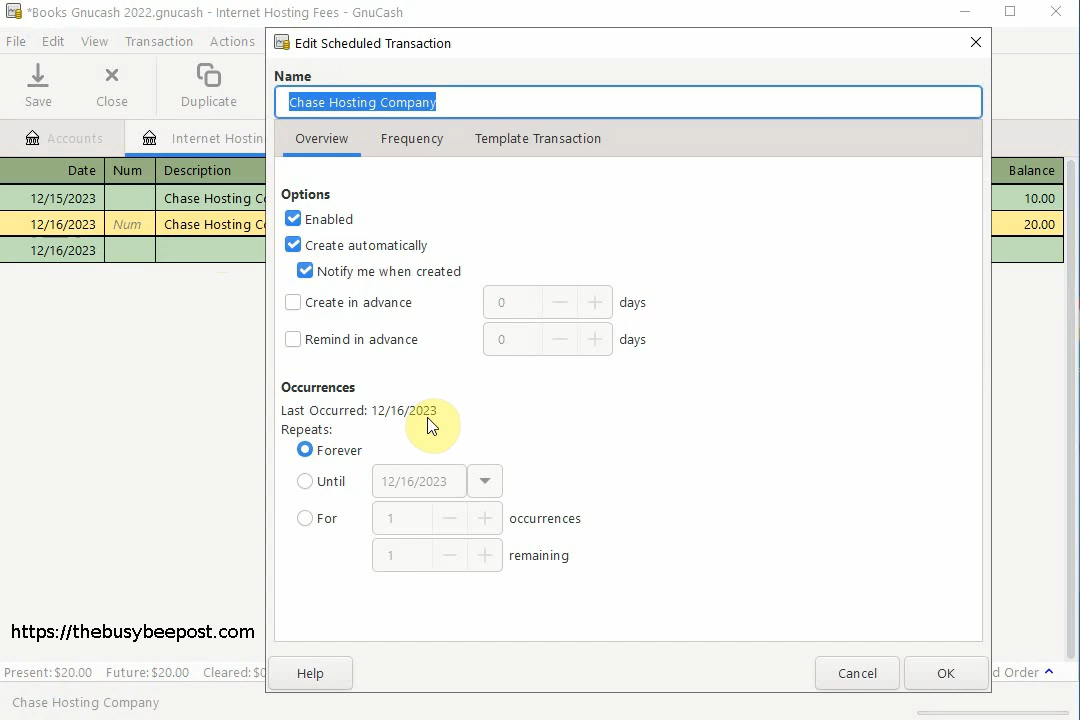 *Books Gnucash 2022.gnucash - Internet Hosting Fees - GnuCash
File Edit View Transaction Actions
Save Close Duplicate
Accounts Internet Hostin
Date Num Description Balance
12/15/2023 Chase Hosting Co 10.00
12/16/2023 Num Chase Hosting Co 20.00
12/16/2023
Edit Scheduled Transaction
Name
Chase Hosting Company
Overview Frequency Template Transaction
Options
Enabled
Create automatically
Notify me when created
Create in advance 0 days
Remind in advance 0 days
Occurrences
Last Occurred: 12/16/2023
Repeats:
Forever
Until 12/16/2023
For 1 occurrences
1 remaining
https://thebusybeepost.com
Help Cancel OK
Present: $20.00 Future: $20.00 Cleared: $0 d Order
Chase Hosting Company